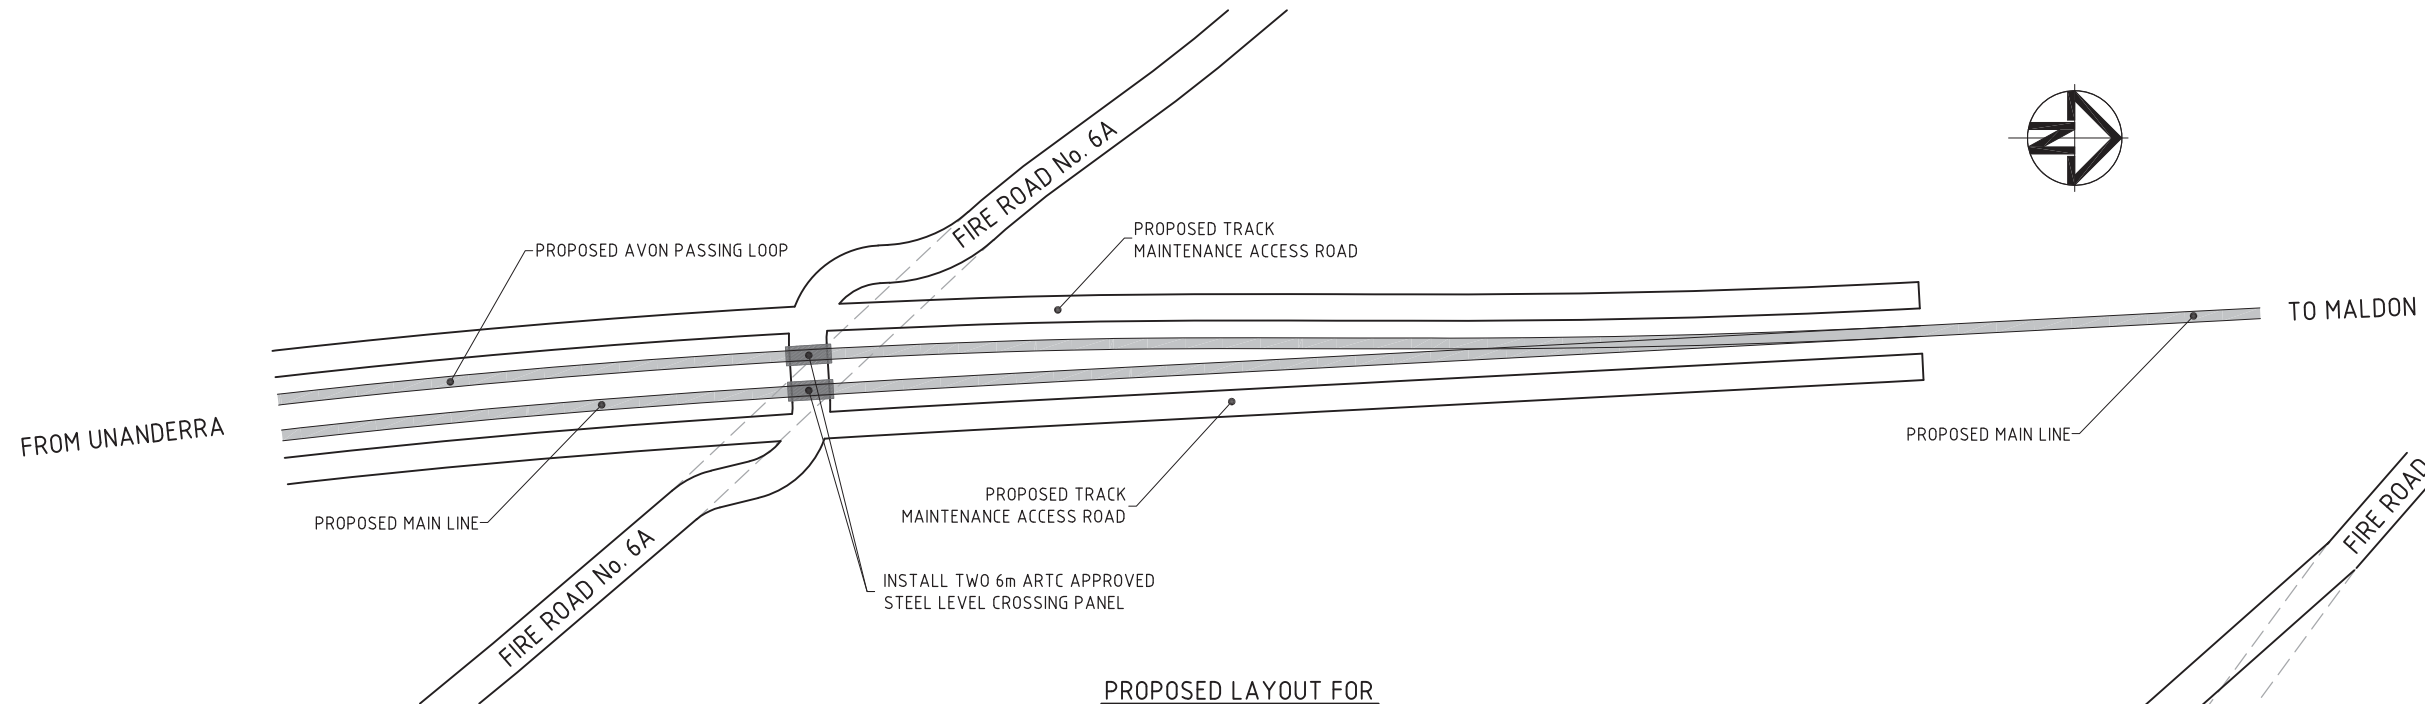 FIRE ROAD No. 6A
N
PROPOSED TRACK
MAINTENANCE ACCESS ROAD
PROPOSED AVON PASSING LOOP
TO MALDON
FROM UNANDERRA
PROPOSED MAIN LINE
PROPOSED MAIN LINE
PROPOSED TRACK
MAINTENANCE ACCESS ROAD
FIRE ROAD
FIRE ROAD No. 6A
INSTALL TWO 6m ARTC APPROVED
STEEL LEVEL CROSSING PANEL
PROPOSED LAYOUT FOR